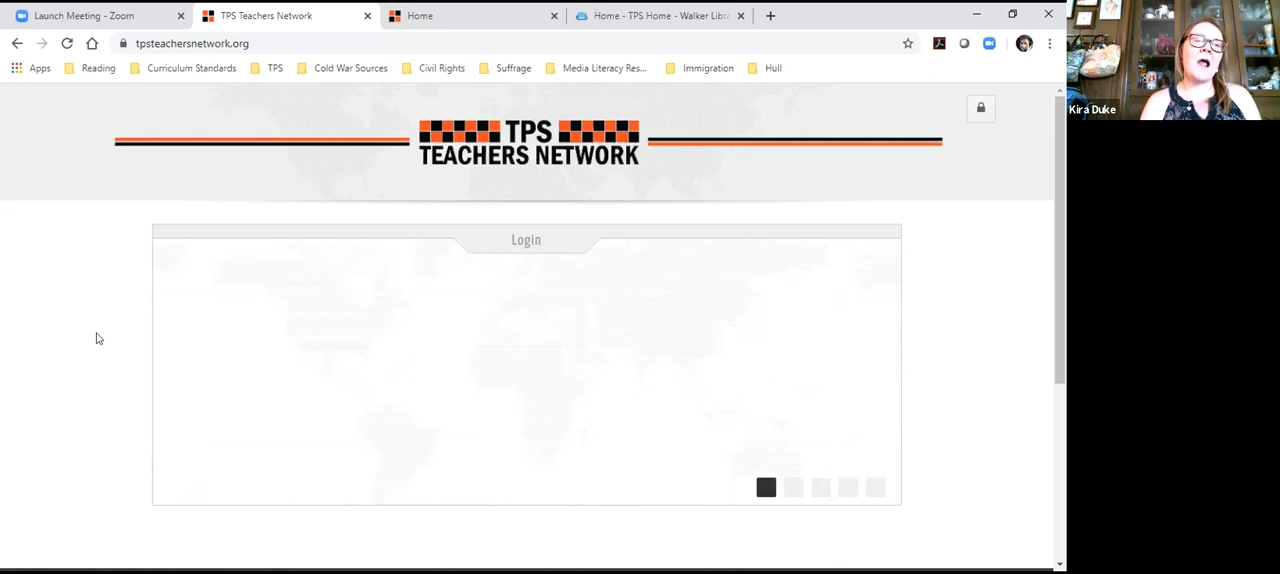 Launch Meeting - Zoom
TPS Teachers Network
Home
Home - TPS Home - Walker Libra
tpsteachersnetwork.org
Apps
Reading
Curriculum Standards
TPS
Cold War Sources
Civil Rights
Suffrage
Media Literacy Res...
Immigration
Hull
Kira Duke
TPS
TEACHERS NETWORK
Login